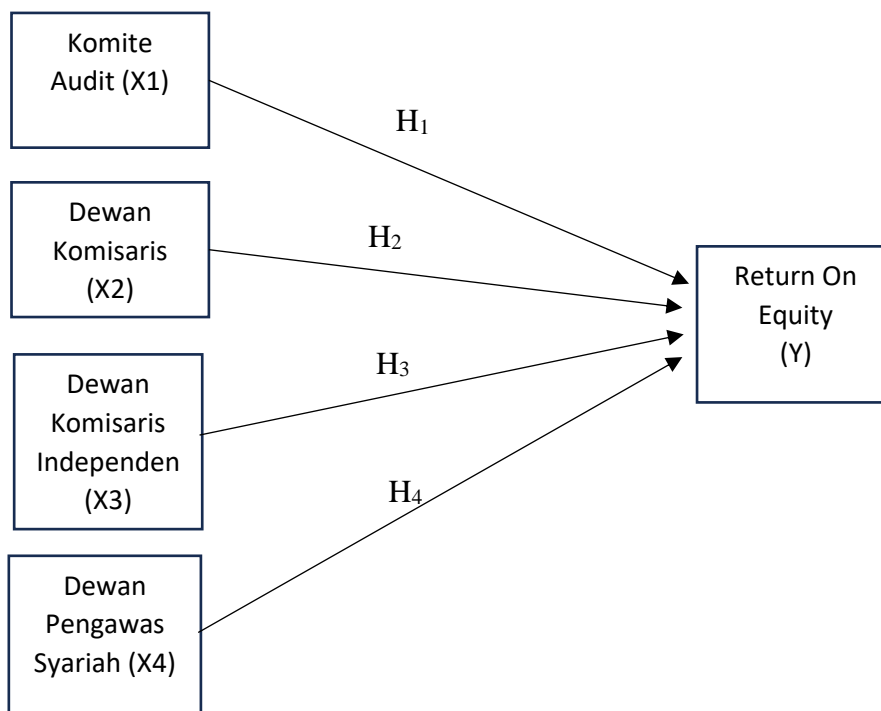 Komite
Audit (X1)
H₁
Dewan
Komisaris
(X2)
H₂
Return On
Equity
(Y)
Dewan
Komisaris
Independen
(X3)
H₃
H₄
Dewan
Pengawas
Syariah (X4)